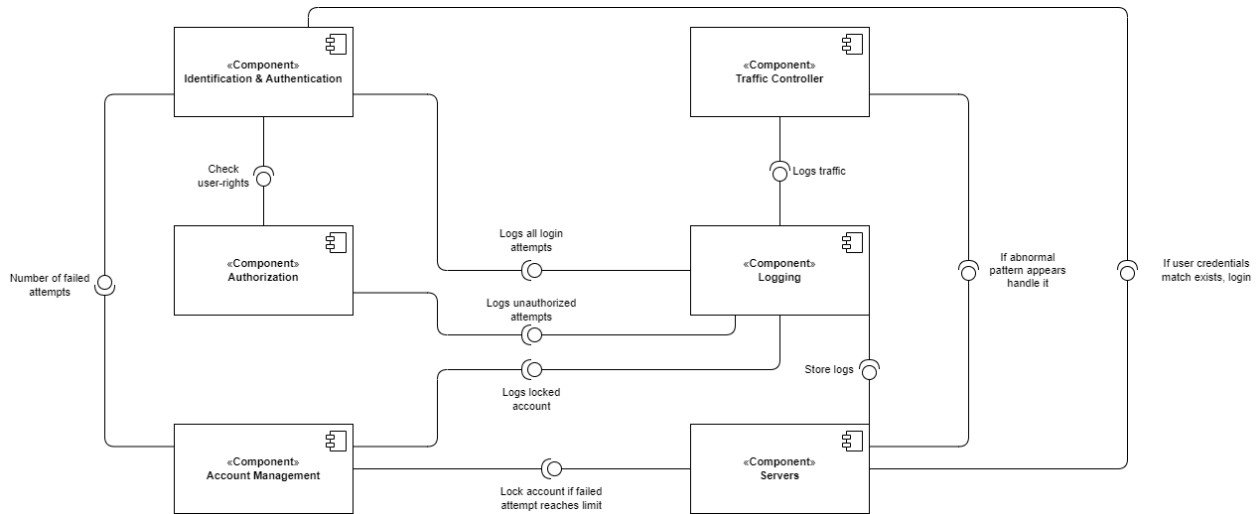 «Component»
Identification & Authentication
«Component»
Traffic Controller
Check
user-rights
Logs traffic
Logs all login
attempts
«Component»
Authorization
«Component»
Logging
Number of failed
attempts
If abnormal
pattern appears
handle it
If user credentials
match exists, login
Logs unauthorized
attempts
Store logs
Logs locked
account
«Component»
Account Management
«Component»
Servers
Lock account if failed
attempt reaches limit